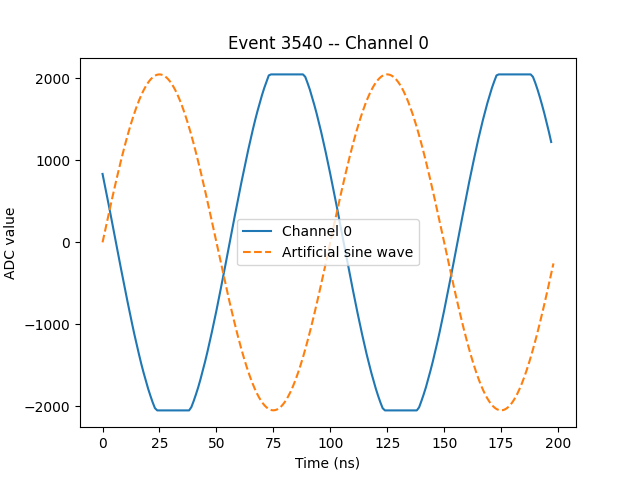 Event 3540 -- Channel 0
ADC value
2000
1000
0
−1000
−2000
Channel 0
Artificial sine wave
0 25 50 75 100 125 150 175 200
Time (ns)